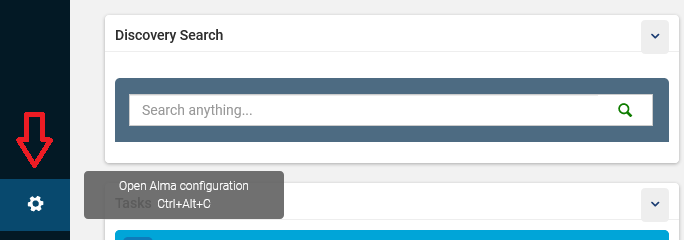 Discovery Search
Search anything...
Open Alma configuration
Tasks
Ctrl+Alt+C